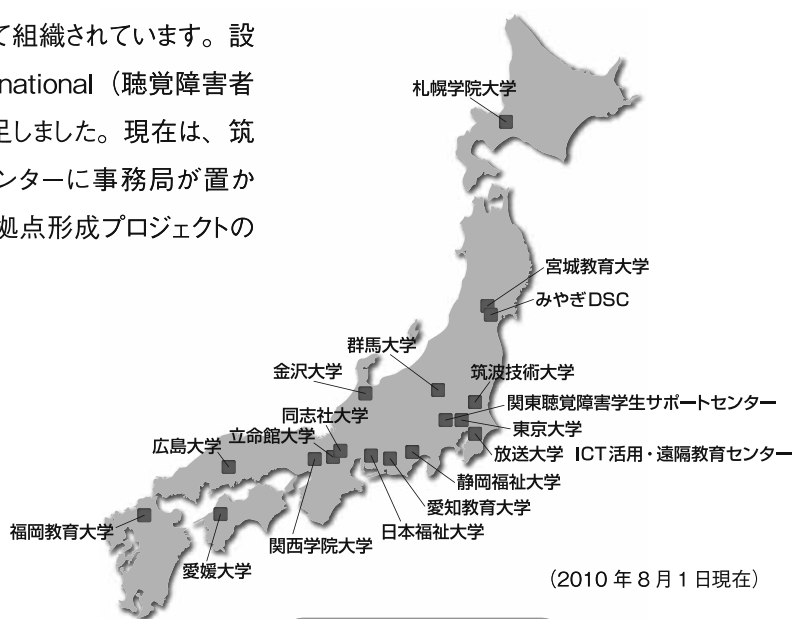 て組織されています。設
national（聴覚障害者
足しました。現在は、筑
ンターに事務局が置か
拠点形成プロジェクトの
札幌学院大学
宮城教育大学
みやぎDSC
群馬大学
金沢大学
筑波技術大学
関東聴覚障害学生サポートセンター
同志社大学
東京大学
立命館大学
広島大学
放送大学 ICT活用・遠隔教育センター
静岡福祉大学
愛知教育大学
福岡教育大学
日本福祉大学
関西学院大学
愛媛大学
（2010年8月1日現在）